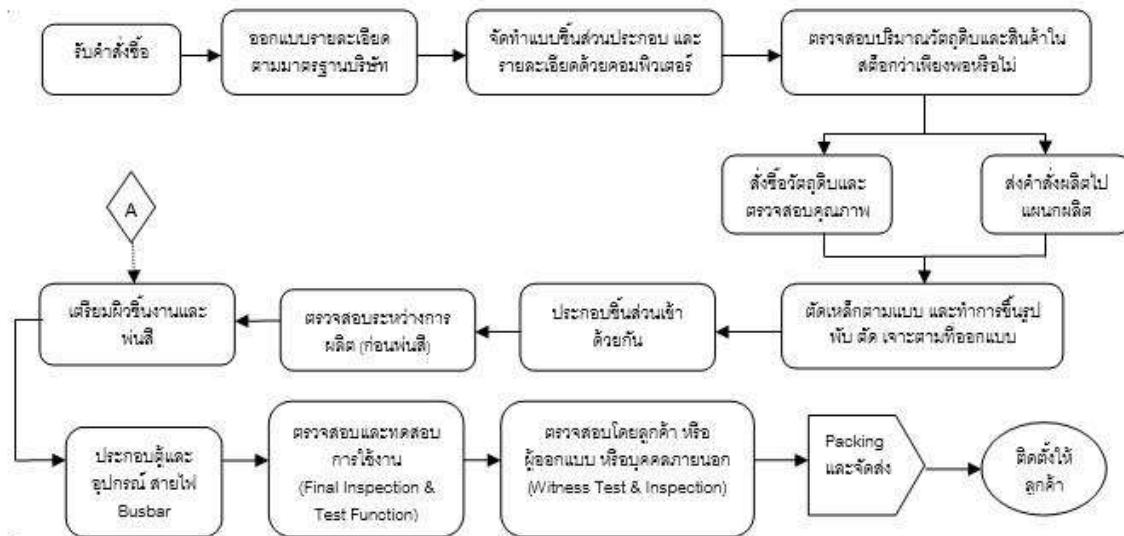 รับคำสั่งซื้อ
ออกแบบรายละเอียด
ตามมาตรฐานบริษัท
จัดทำแบบชิ้นส่วนประกอบ และ
รายละเอียดด้วยคอมพิวเตอร์
ตรวจสอบปริมาณวัตถุดิบและสินค้าใน
สต๊อกว่าเพียงพอหรือไม่
สั่งซื้อวัตถุดิบและ
ตรวจสอบคุณภาพ
ส่งคำสั่งผลิตไป
แผนกผลิต
ตัดเหล็กตามแบบ และทำการขึ้นรูป
พับ ตัด เจาะตามที่ออกแบบ
ประกอบชิ้นส่วนเข้า
ด้วยกัน
ตรวจสอบระหว่างการ
ผลิต (ก่อนพ่นสี)
A
เตรียมผิวชิ้นงานและ
พ่นสี
ประกอบตู้และ
อุปกรณ์ สายไฟ
Busbar
ตรวจสอบและทดสอบ
การใช้งาน
(Final Inspection &
Test Function)
ตรวจสอบโดยลูกค้า หรือ
ผู้ออกแบบ หรือบุคคลภายนอก
(Witness Test & Inspection)
Packing
และจัดส่ง
ติดตั้งให้
ลูกค้า